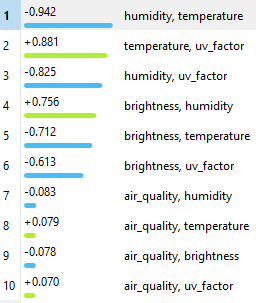 1 -0.942 humidity, temperature
2 +0.881 temperature, uv_factor
3 -0.825 humidity, uv_factor
4 +0.756 brightness, humidity
5 -0.712 brightness, temperature
6 -0.613 brightness, uv_factor
7 -0.083 air_quality, humidity
8 +0.079 air_quality, temperature
9 -0.078 air_quality, brightness
10 +0.070 air_quality, uv_factor